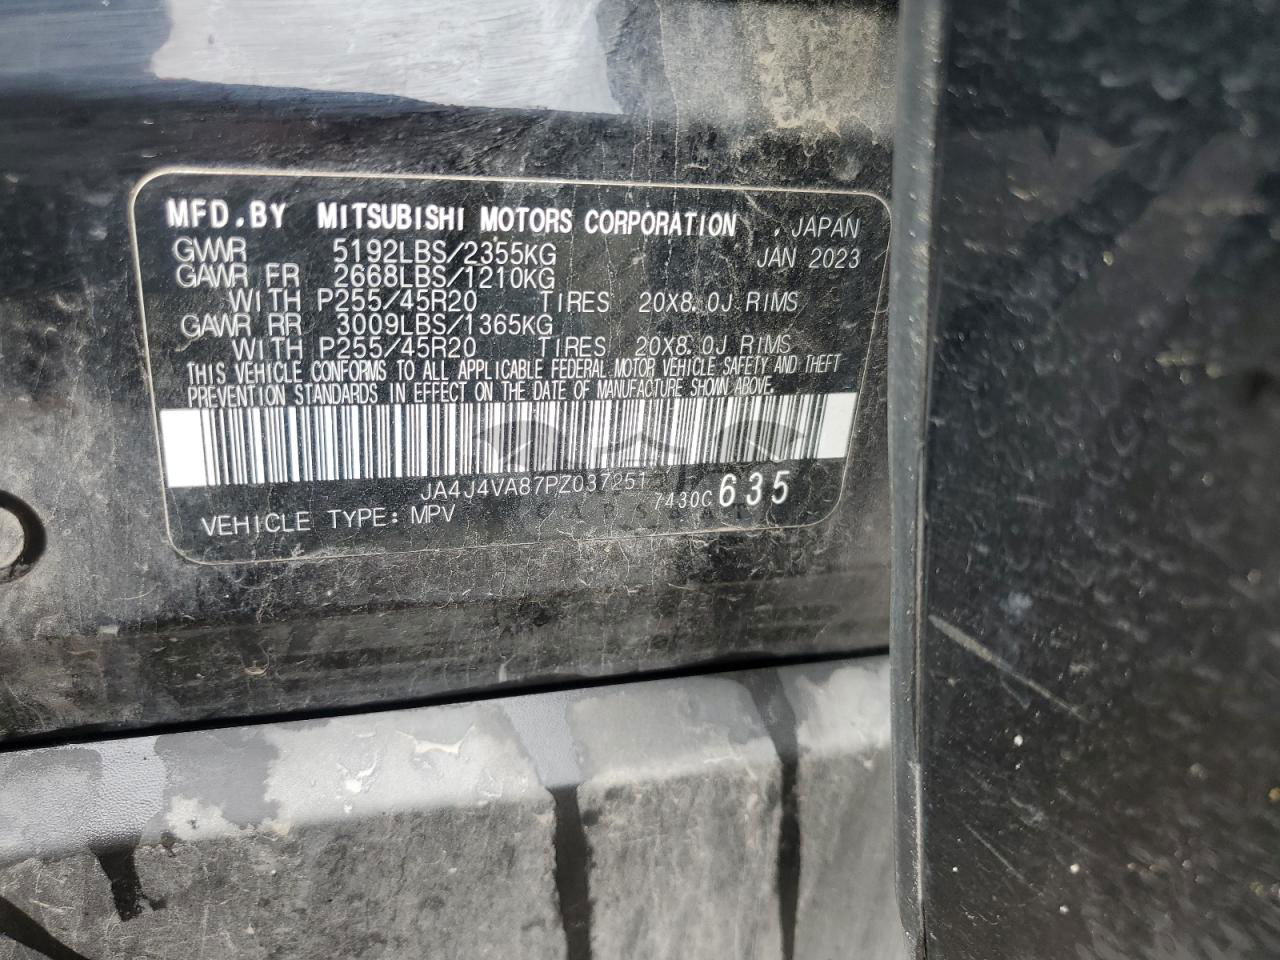 MFD.BY MITSUBISHI MOTORS CORPORATION , JAPAN
GVWR 5192LBS/2355KG JAN 2023
GAWR FR 2668LBS/1210KG
WITH P255/45R20 TIRES 20X8.0J RIMS
GAWR RR 3009LBS/1365KG
WITH P255/45R20 TIRES 20X8.0J RIMS
THIS VEHICLE CONFORMS TO ALL APPLICABLE FEDERAL MOTOR VEHICLE SAFETY AND THEFT
PREVENTION STANDARDS IN EFFECT ON THE DATE OF MANUFACTURE SHOWN ABOVE.
JA4J4VA87PZ037251
VEHICLE TYPE: MPV 7430C 635